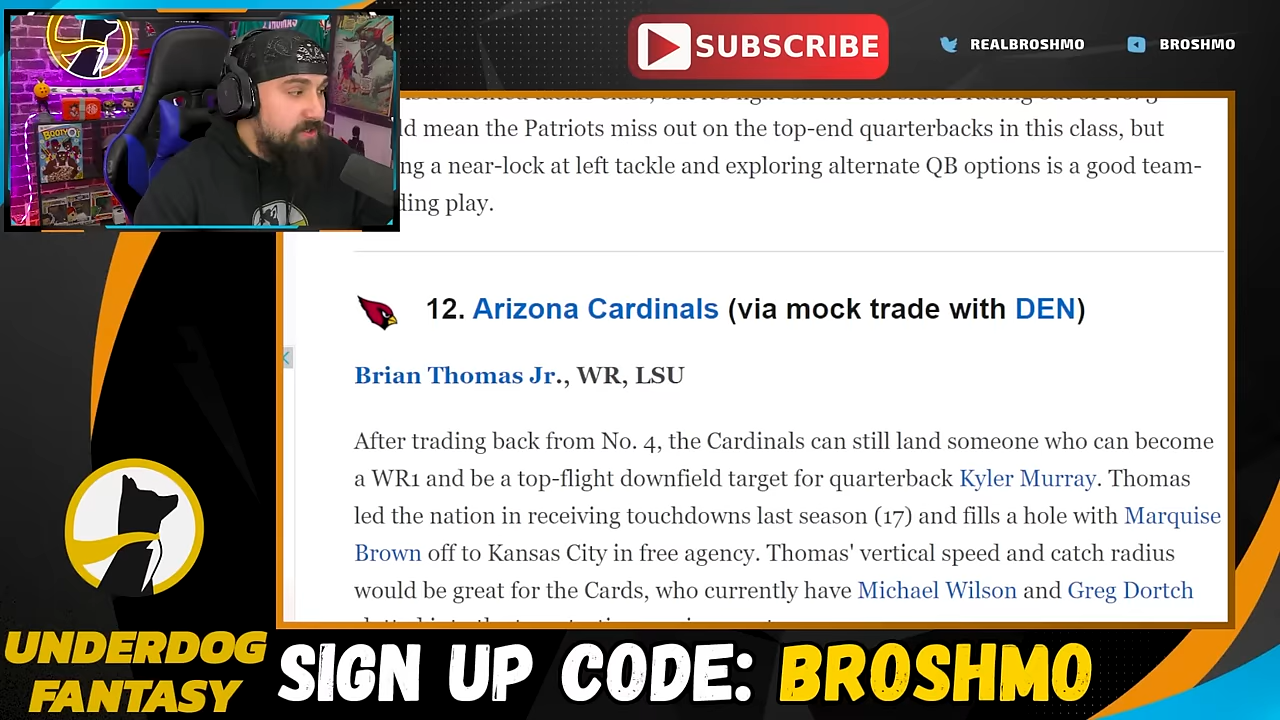 SUBSCRIBE
REALBROSHMO
BROSHMO
mean the Patriots miss out on the top-end quarterbacks in this class, but
a near-lock at left tackle and exploring alternate QB options is a good team-
play.
12. Arizona Cardinals (via mock trade with DEN)
Brian Thomas Jr., WR, LSU
After trading back from No. 4, the Cardinals can still land someone who can become
a WR1 and be a top-flight downfield target for quarterback Kyler Murray. Thomas
led the nation in receiving touchdowns last season (17) and fills a hole with Marquise
Brown off to Kansas City in free agency. Thomas' vertical speed and catch radius
would be great for the Cards, who currently have Michael Wilson and Greg Dortch
UNDERDOG
FANTASY
SIGN UP CODE: BROSHMO